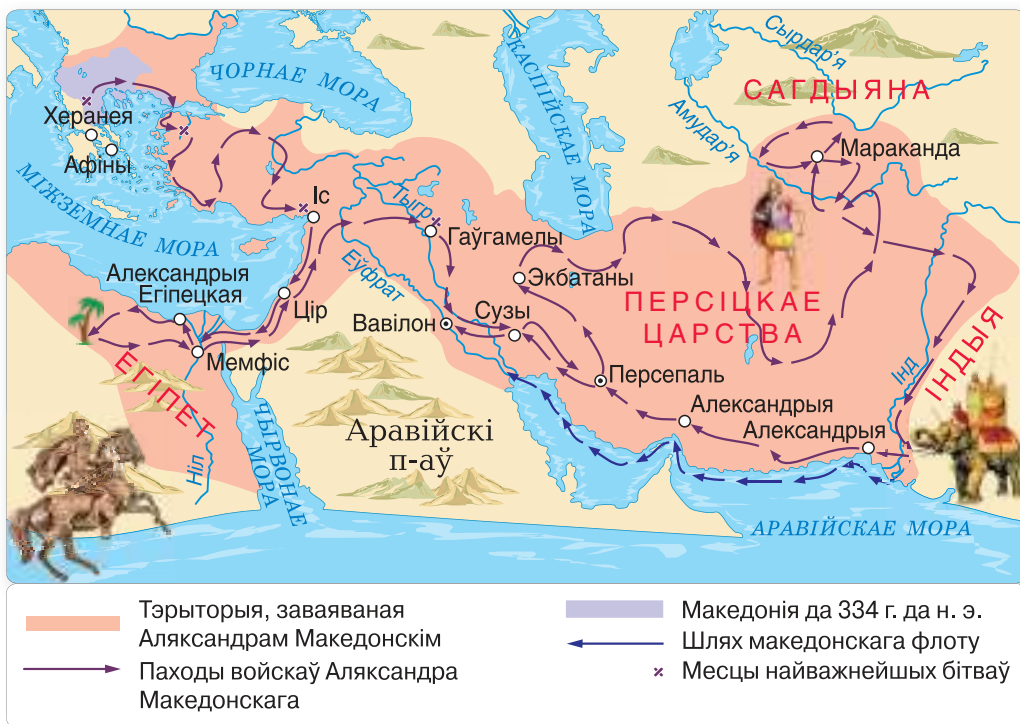 ЧОРНАЕ МОРА
КАСПІЙСКАЕ МОРА
Сырдар'я
САГДЫЯНА
Амудар'я
Мараканда
Херанея
Афіны
МІЖЗЕМНАЕ МОРА
Іс
Тыгр
Гаўгамелы
Еўфрат
Экбатаны
Александрыя
Егіпецкая
Цір
Вавілон
Сузы
ПЕРСІЦКАЕ
ЦАРСТВА
Мемфіс
ЕГІПЕТ
Персепаль
Інд
ІНДЫЯ
Александрыя
Александрыя
Аравійскі
п-аў
Ніл
ЧЫРВОНАЕ
МОРА
АРАВІЙСКАЕ МОРА
Тэрыторыя, заваяваная
Аляксандрам Македонскім
Паходы войскаў Аляксандра
Македонскага
Македонія да 334 г. да н. э.
Шлях македонскага флоту
Месцы найважнейшых бітваў